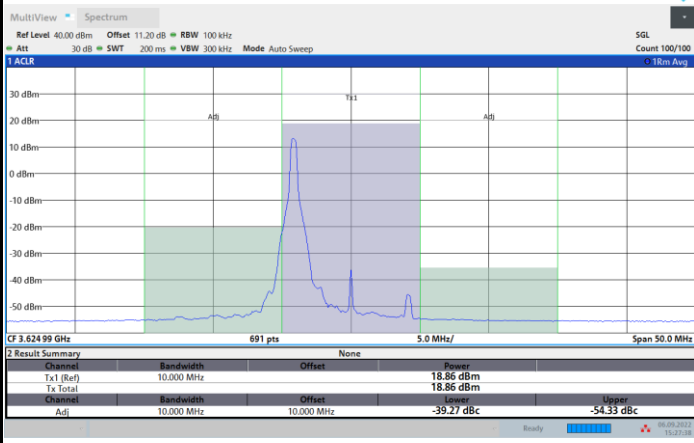 MultiView Spectrum
Ref Level 40.00 dBm Offset 11.20 dB RBW 100 kHz SGL
Att 30 dB SWT 200 ms VBW 300 kHz Mode Auto Sweep Count 100/100
1 ACLR 1Rm Avg
30 dBm
Tx1
20 dBm Adj Adj
10 dBm
0 dBm
-10 dBm
-20 dBm
-30 dBm
-40 dBm
-50 dBm
CF 3.624 99 GHz 691 pts 5.0 MHz/ Span 50.0 MHz
2 Result Summary None
Channel Bandwidth Offset Power
Tx1 (Ref) 10.000 MHz 18.86 dBm
Tx Total 18.86 dBm
Channel Bandwidth Offset Lower Upper
Adj 10.000 MHz 10.000 MHz -39.27 dBc -54.33 dBc
Ready 06.09.2022
15:27:38